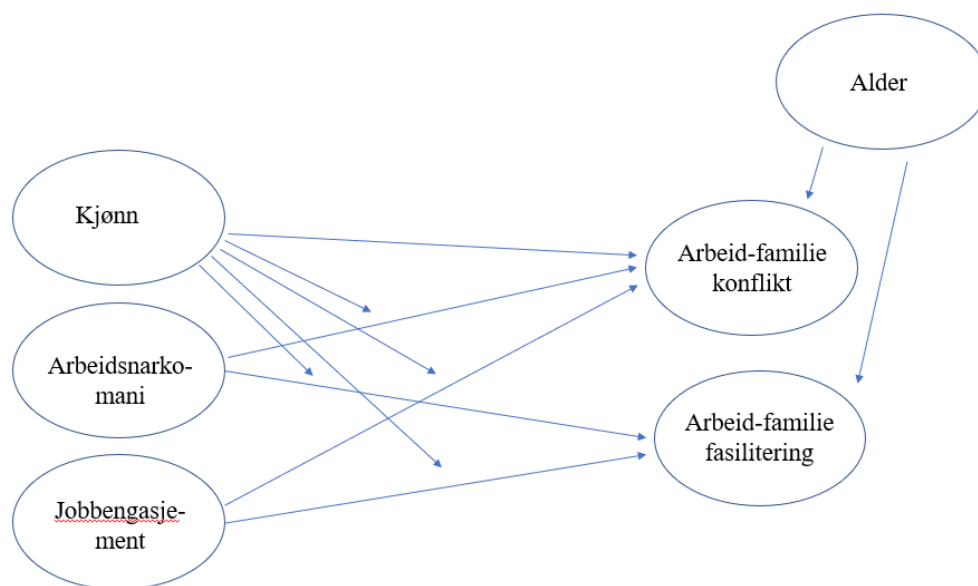 Alder
Kjønn
Arbeid-familie
konflikt
Arbeidsnarko-
mani
Arbeid-familie
fasilitering
Jobbengasje-
ment